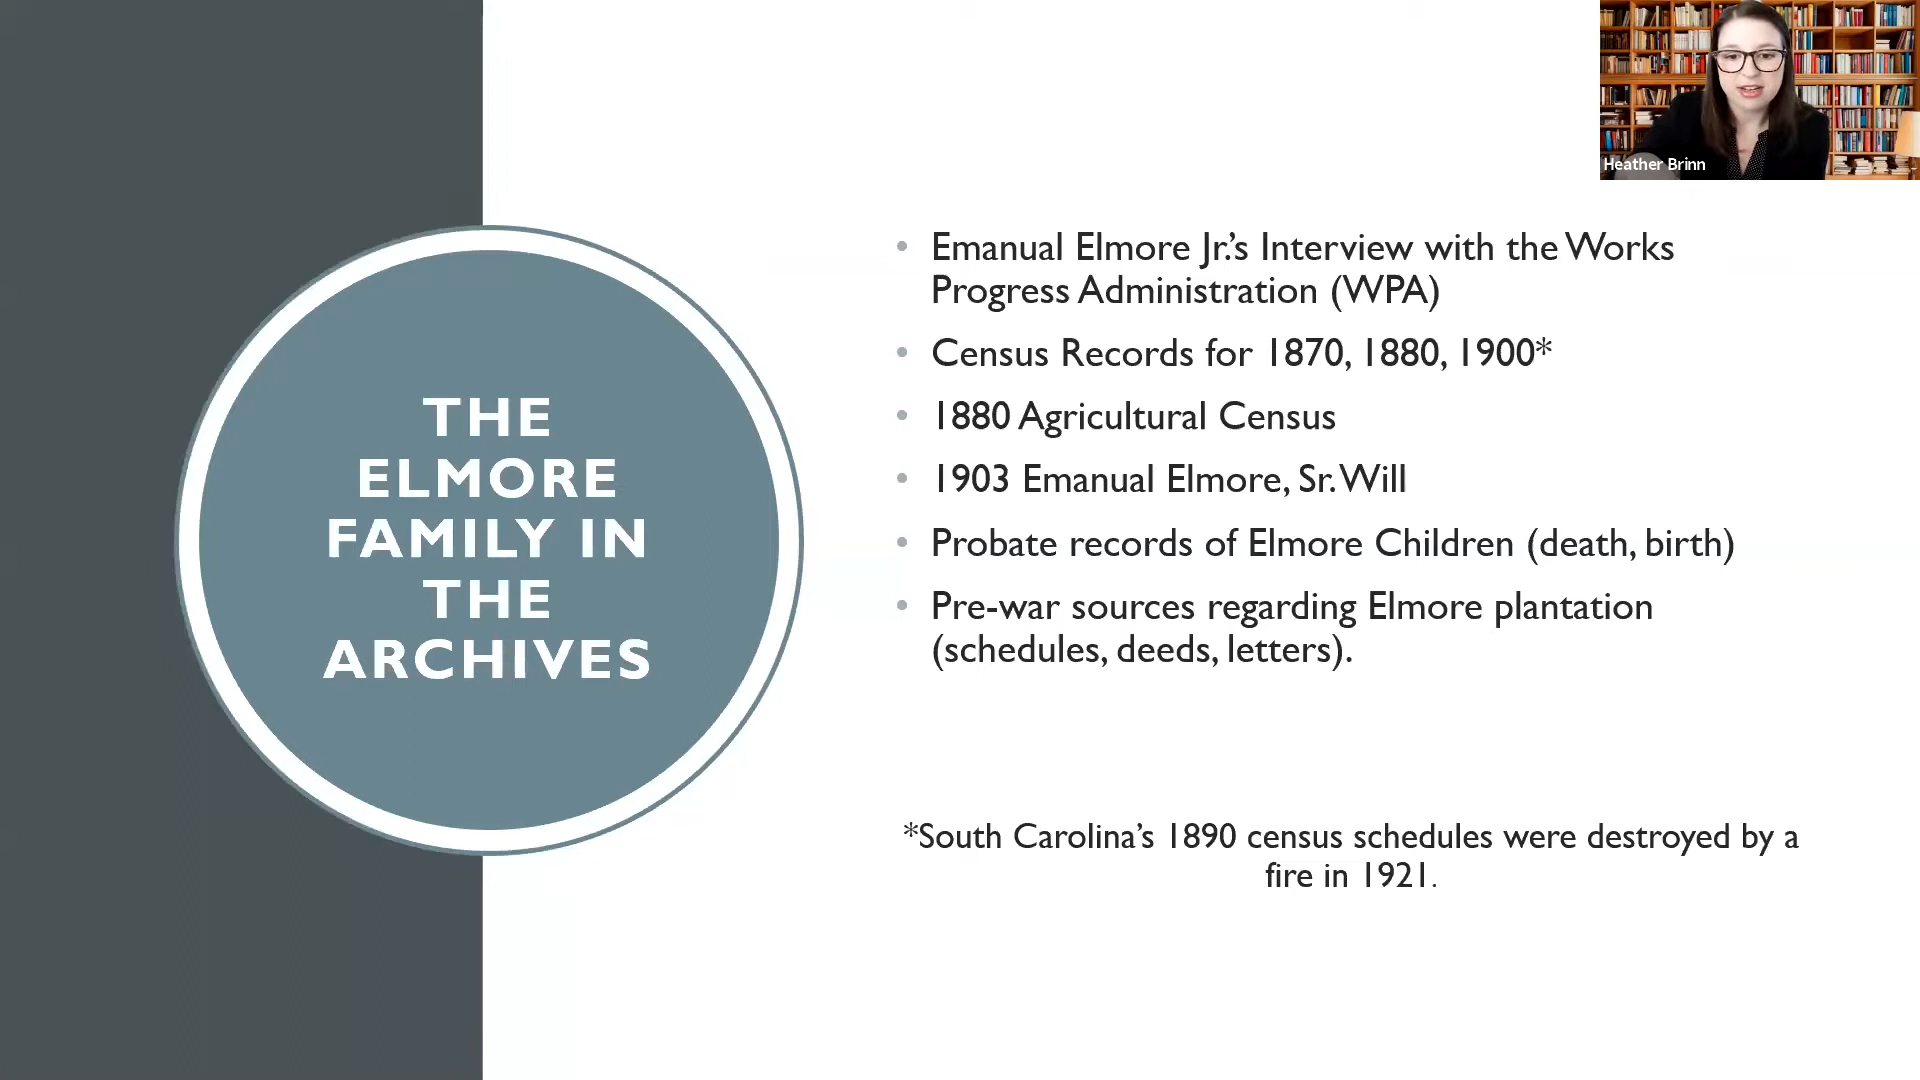 THE
ELMORE
FAMILY IN
THE
ARCHIVES
• Emanual Elmore Jr.'s Interview with the Works
Progress Administration (WPA)
• Census Records for 1870, 1880, 1900*
• 1880 Agricultural Census
• 1903 Emanual Elmore, Sr. Will
• Probate records of Elmore Children (death, birth)
• Pre-war sources regarding Elmore plantation
(schedules, deeds, letters).
*South Carolina's 1890 census schedules were destroyed by a
fire in 1921.
Heather Brinn